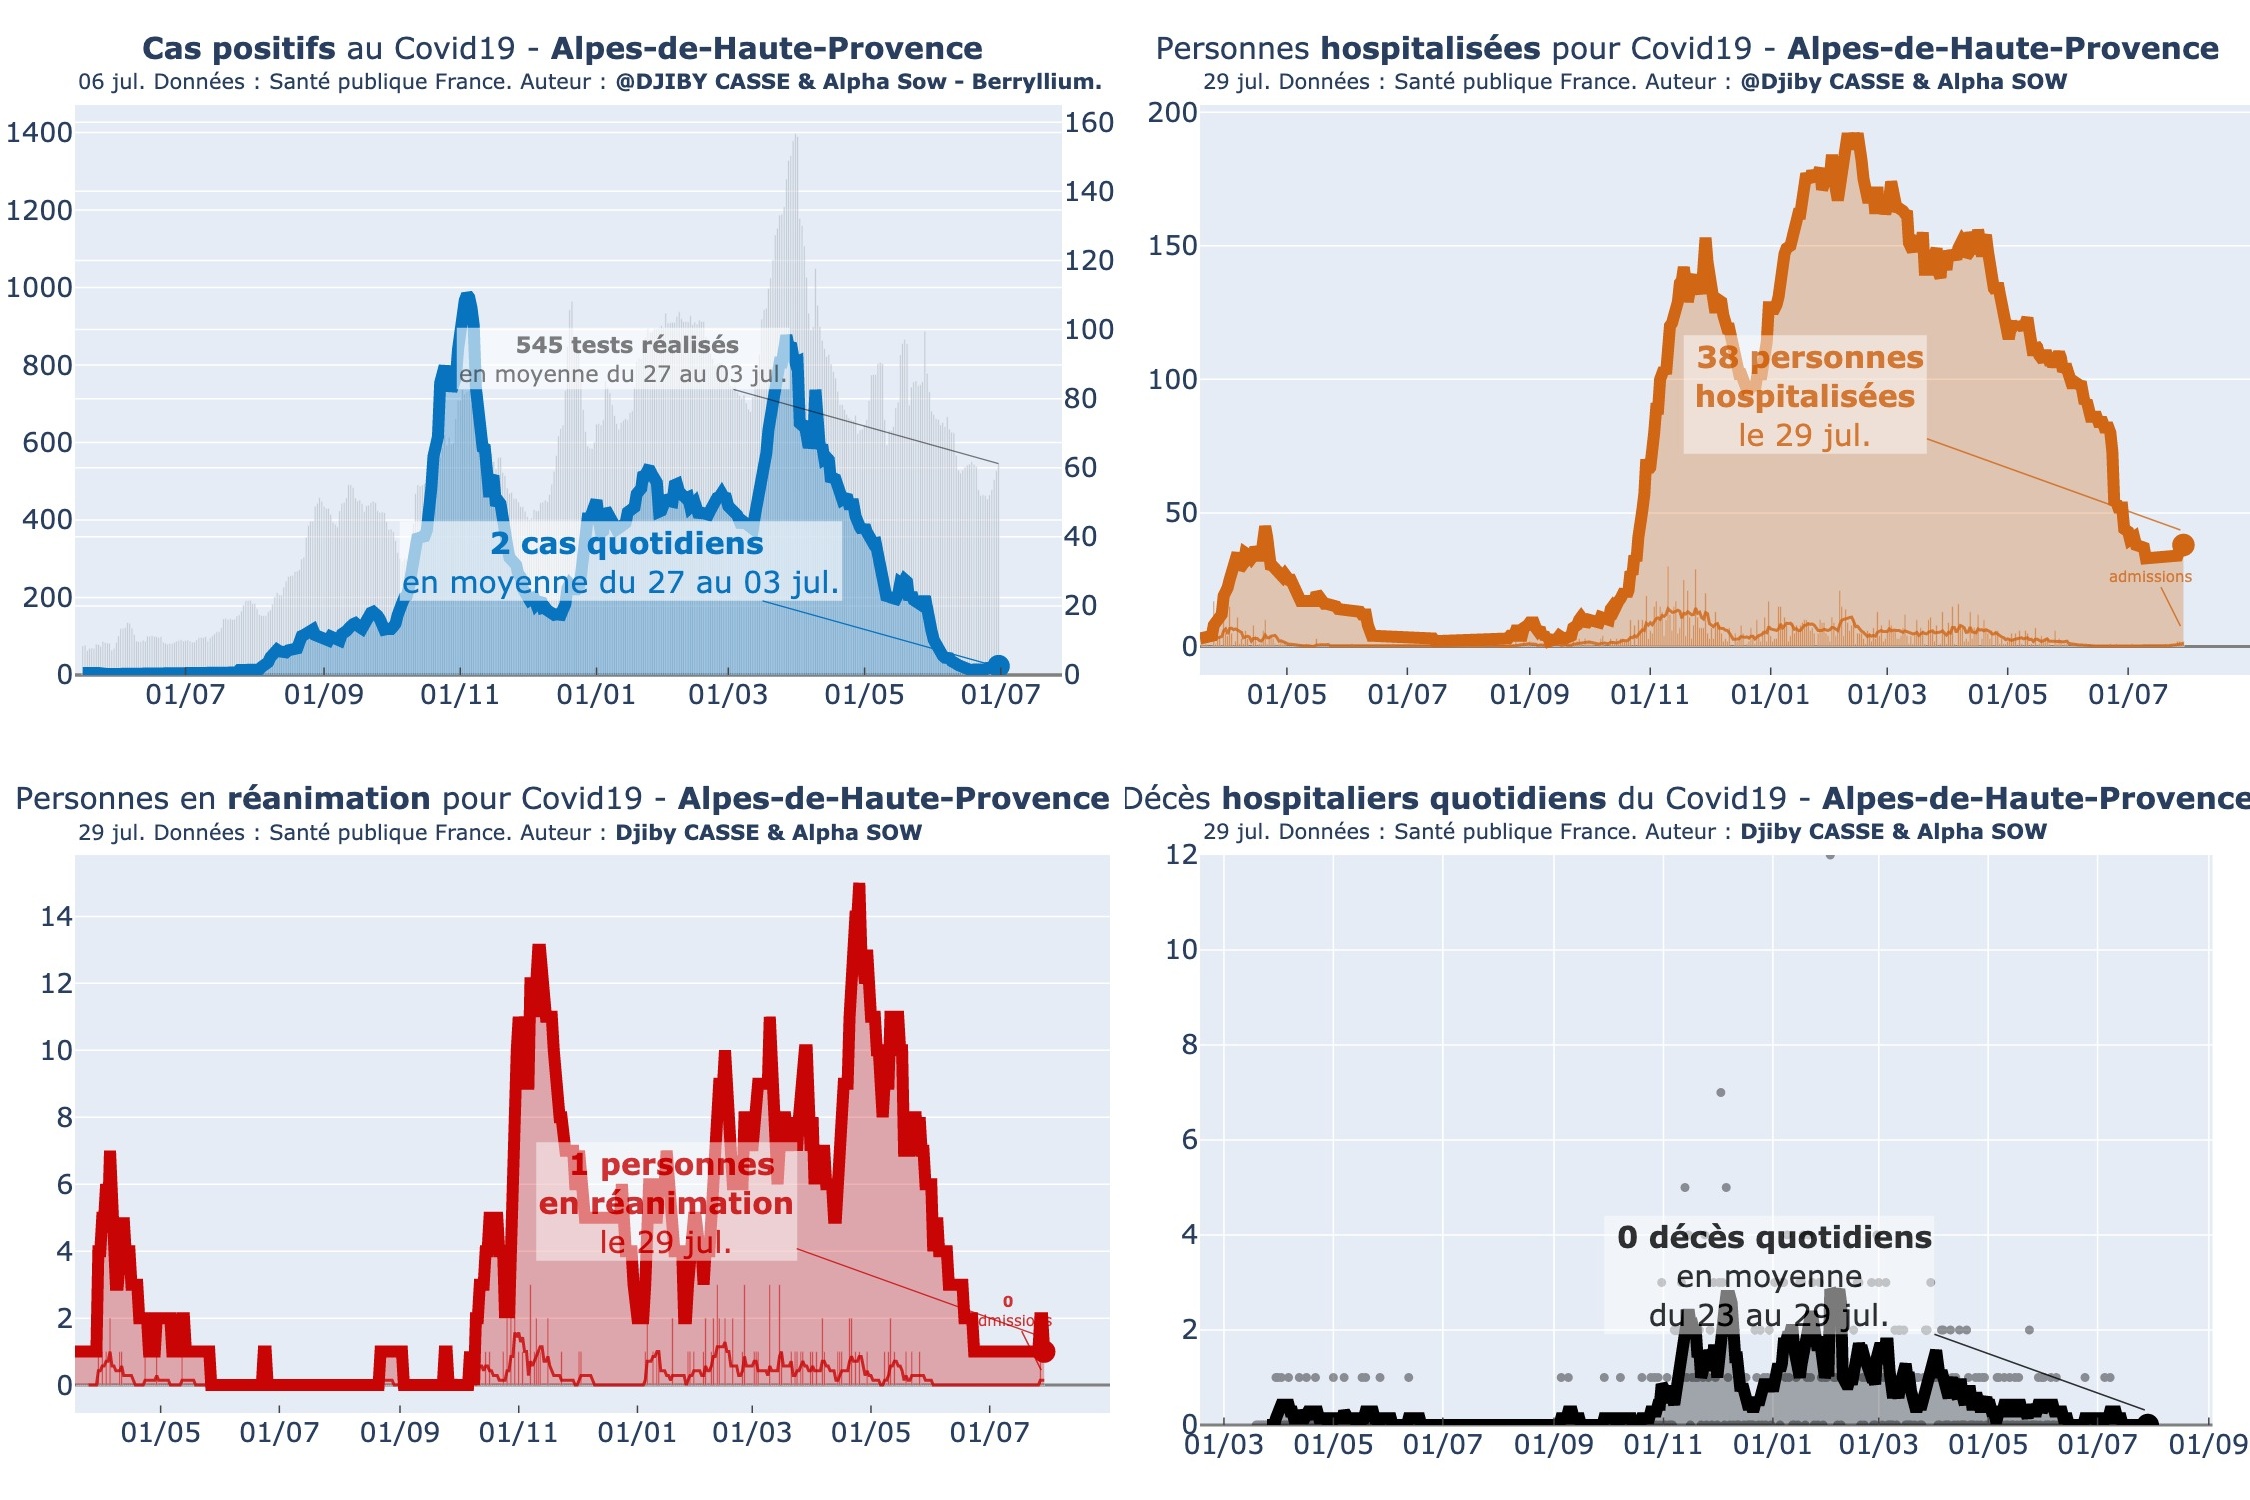 Cas positifs au Covid19 - Alpes-de-Haute-Provence
06 jul. Données : Santé publique France. Auteur : @DJIBY CASSE & Alpha Sow - Berryllium.
1400
1200
1000
800
600
400
200
0
160
140
120
100
80
60
40
20
0
545 tests réalisés
en moyenne du 27 au 03 jul.
2 cas quotidiens
en moyenne du 27 au 03 jul.
01/07 01/09 01/11 01/01 01/03 01/05 01/07
Personnes hospitalisées pour Covid19 - Alpes-de-Haute-Provence
29 jul. Données : Santé publique France. Auteur : @Djiby CASSE & Alpha SOW
200
150
100
50
0
38 personnes
hospitalisées
le 29 jul.
admissions
01/05 01/07 01/09 01/11 01/01 01/03 01/05 01/07
Personnes en réanimation pour Covid19 - Alpes-de-Haute-Provence
29 jul. Données : Santé publique France. Auteur : Djiby CASSE & Alpha SOW
14
12
10
8
6
4
2
0
1 personnes
en réanimation
le 29 jul.
0
dmissions
01/05 01/07 01/09 01/11 01/01 01/03 01/05 01/07
Décès hospitaliers quotidiens du Covid19 - Alpes-de-Haute-Provence
29 jul. Données : Santé publique France. Auteur : Djiby CASSE & Alpha SOW
12
10
8
6
4
2
0
0 décès quotidiens
en moyenne
du 23 au 29 jul.
01/03 01/05 01/07 01/09 01/11 01/01 01/03 01/05 01/07 01/09